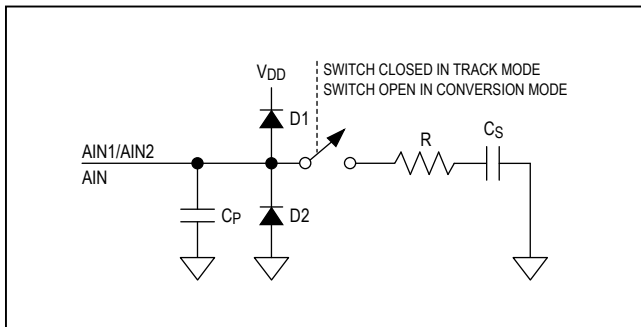 SWITCH CLOSED IN TRACK MODE
SWITCH OPEN IN CONVERSION MODE
VDD
D1
AIN1/AIN2
AIN
R
CS
CP
D2